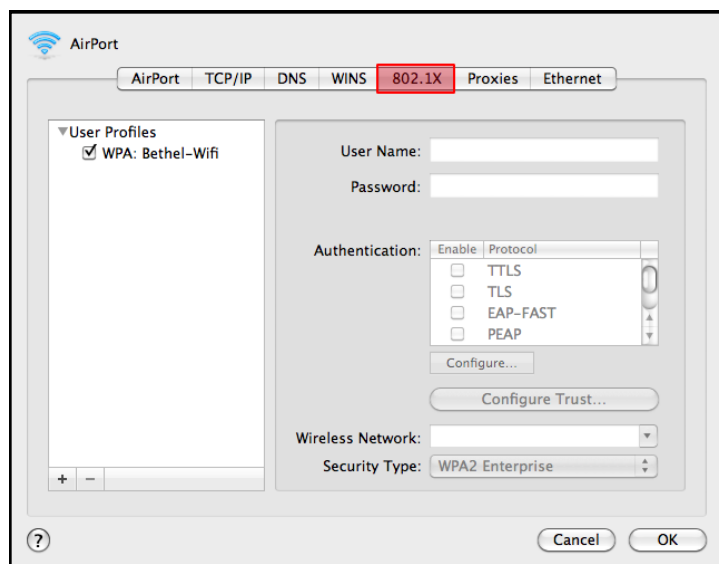 AirPort
AirPort TCP/IP DNS WINS 802.1X Proxies Ethernet
User Profiles
WPA: Bethel-Wifi
User Name:
Password:
Authentication: Enable Protocol
TTLS
TLS
EAP-FAST
PEAP
Configure...
Configure Trust...
Wireless Network:
Security Type: WPA2 Enterprise
+ −
? Cancel OK